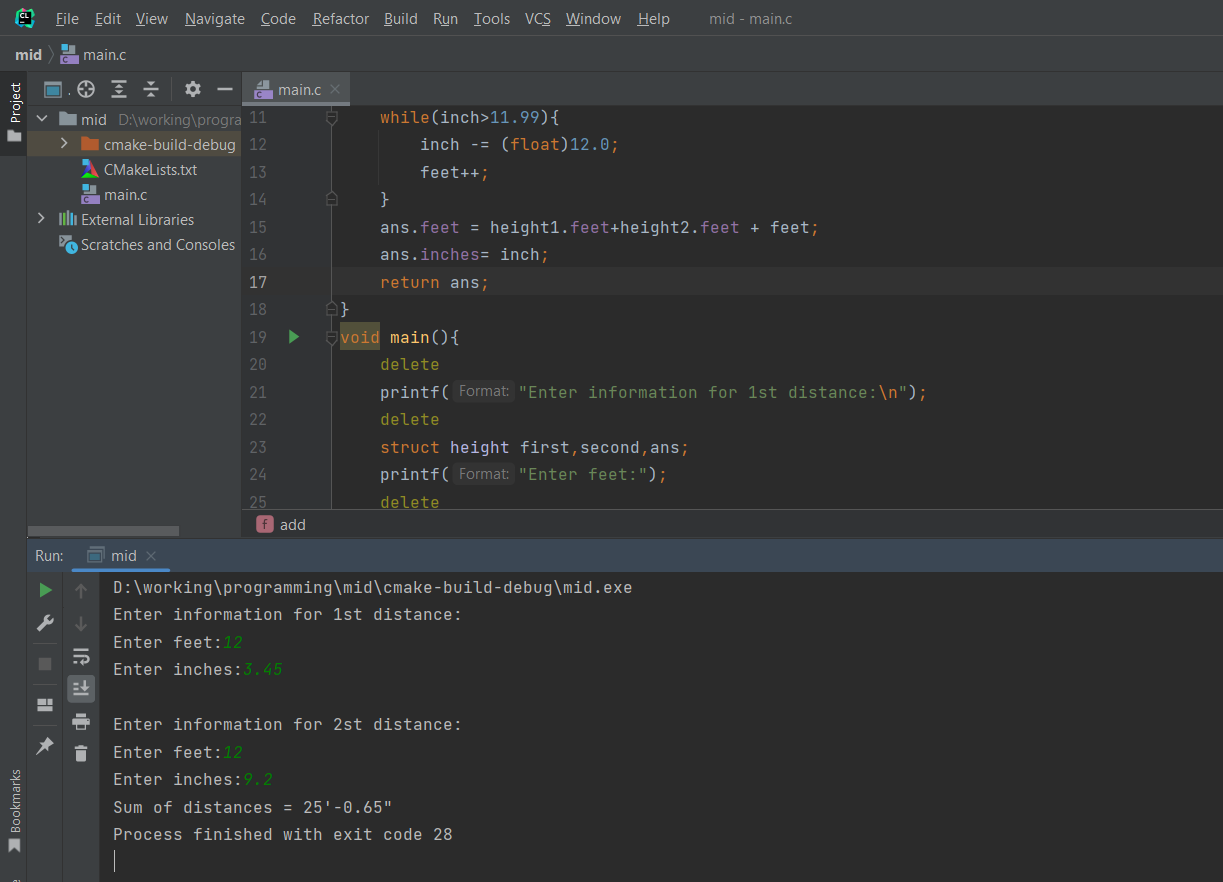 File Edit View Navigate Code Refactor Build Run Tools VCS Window Help mid - main.c
mid main.c
Project
main.c
mid D:\working\progra
cmake-build-debug
CMakeLists.txt
main.c
External Libraries
Scratches and Consoles
11 while(inch>11.99){
12 inch -= (float)12.0;
13 feet++;
14 }
15 ans.feet = height1.feet+height2.feet + feet;
16 ans.inches= inch;
17 return ans;
18 }
19 void main(){
20 delete
21 printf( Format: "Enter information for 1st distance:\n");
22 delete
23 struct height first,second,ans;
24 printf( Format: "Enter feet:");
25 delete
f add
Run: mid
D:\working\programming\mid\cmake-build-debug\mid.exe
Enter information for 1st distance:
Enter feet:12
Enter inches:3.45
Enter information for 2st distance:
Enter feet:12
Enter inches:9.2
Sum of distances = 25'-0.65"
Process finished with exit code 28
Bookmarks